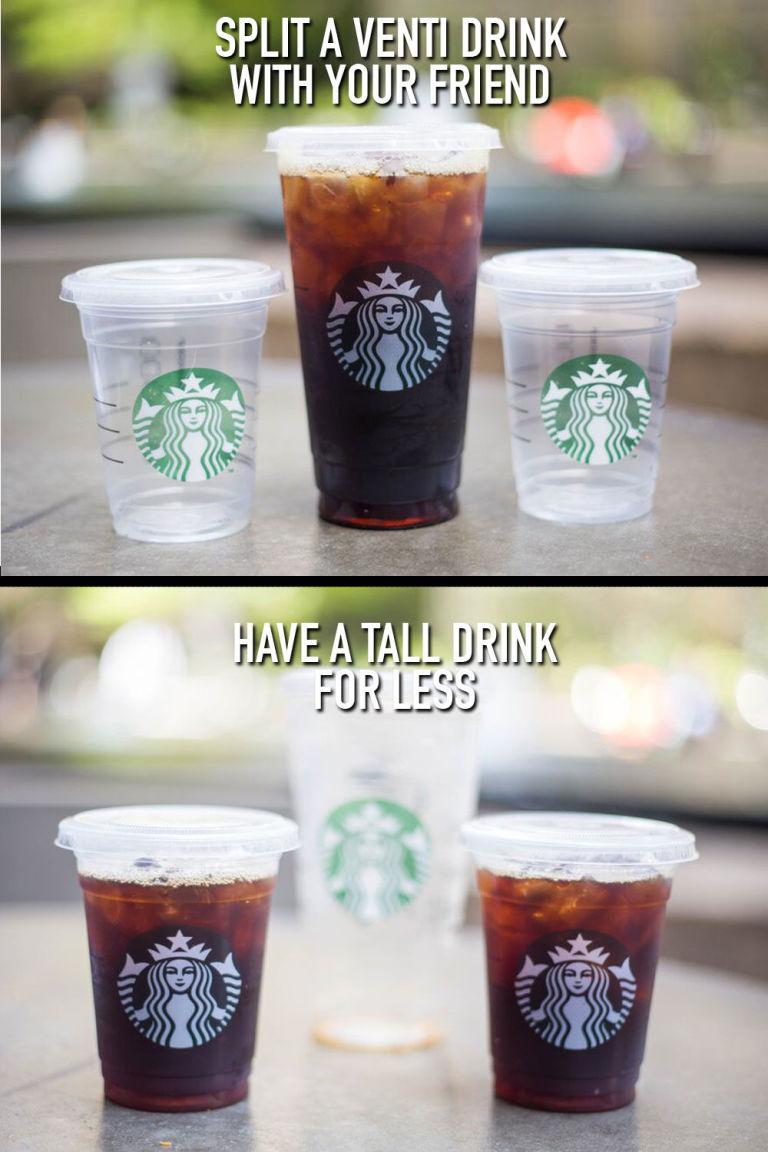 SPLIT A VENTI DRINK
WITH YOUR FRIEND
HAVE A TALL DRINK
FOR LESS